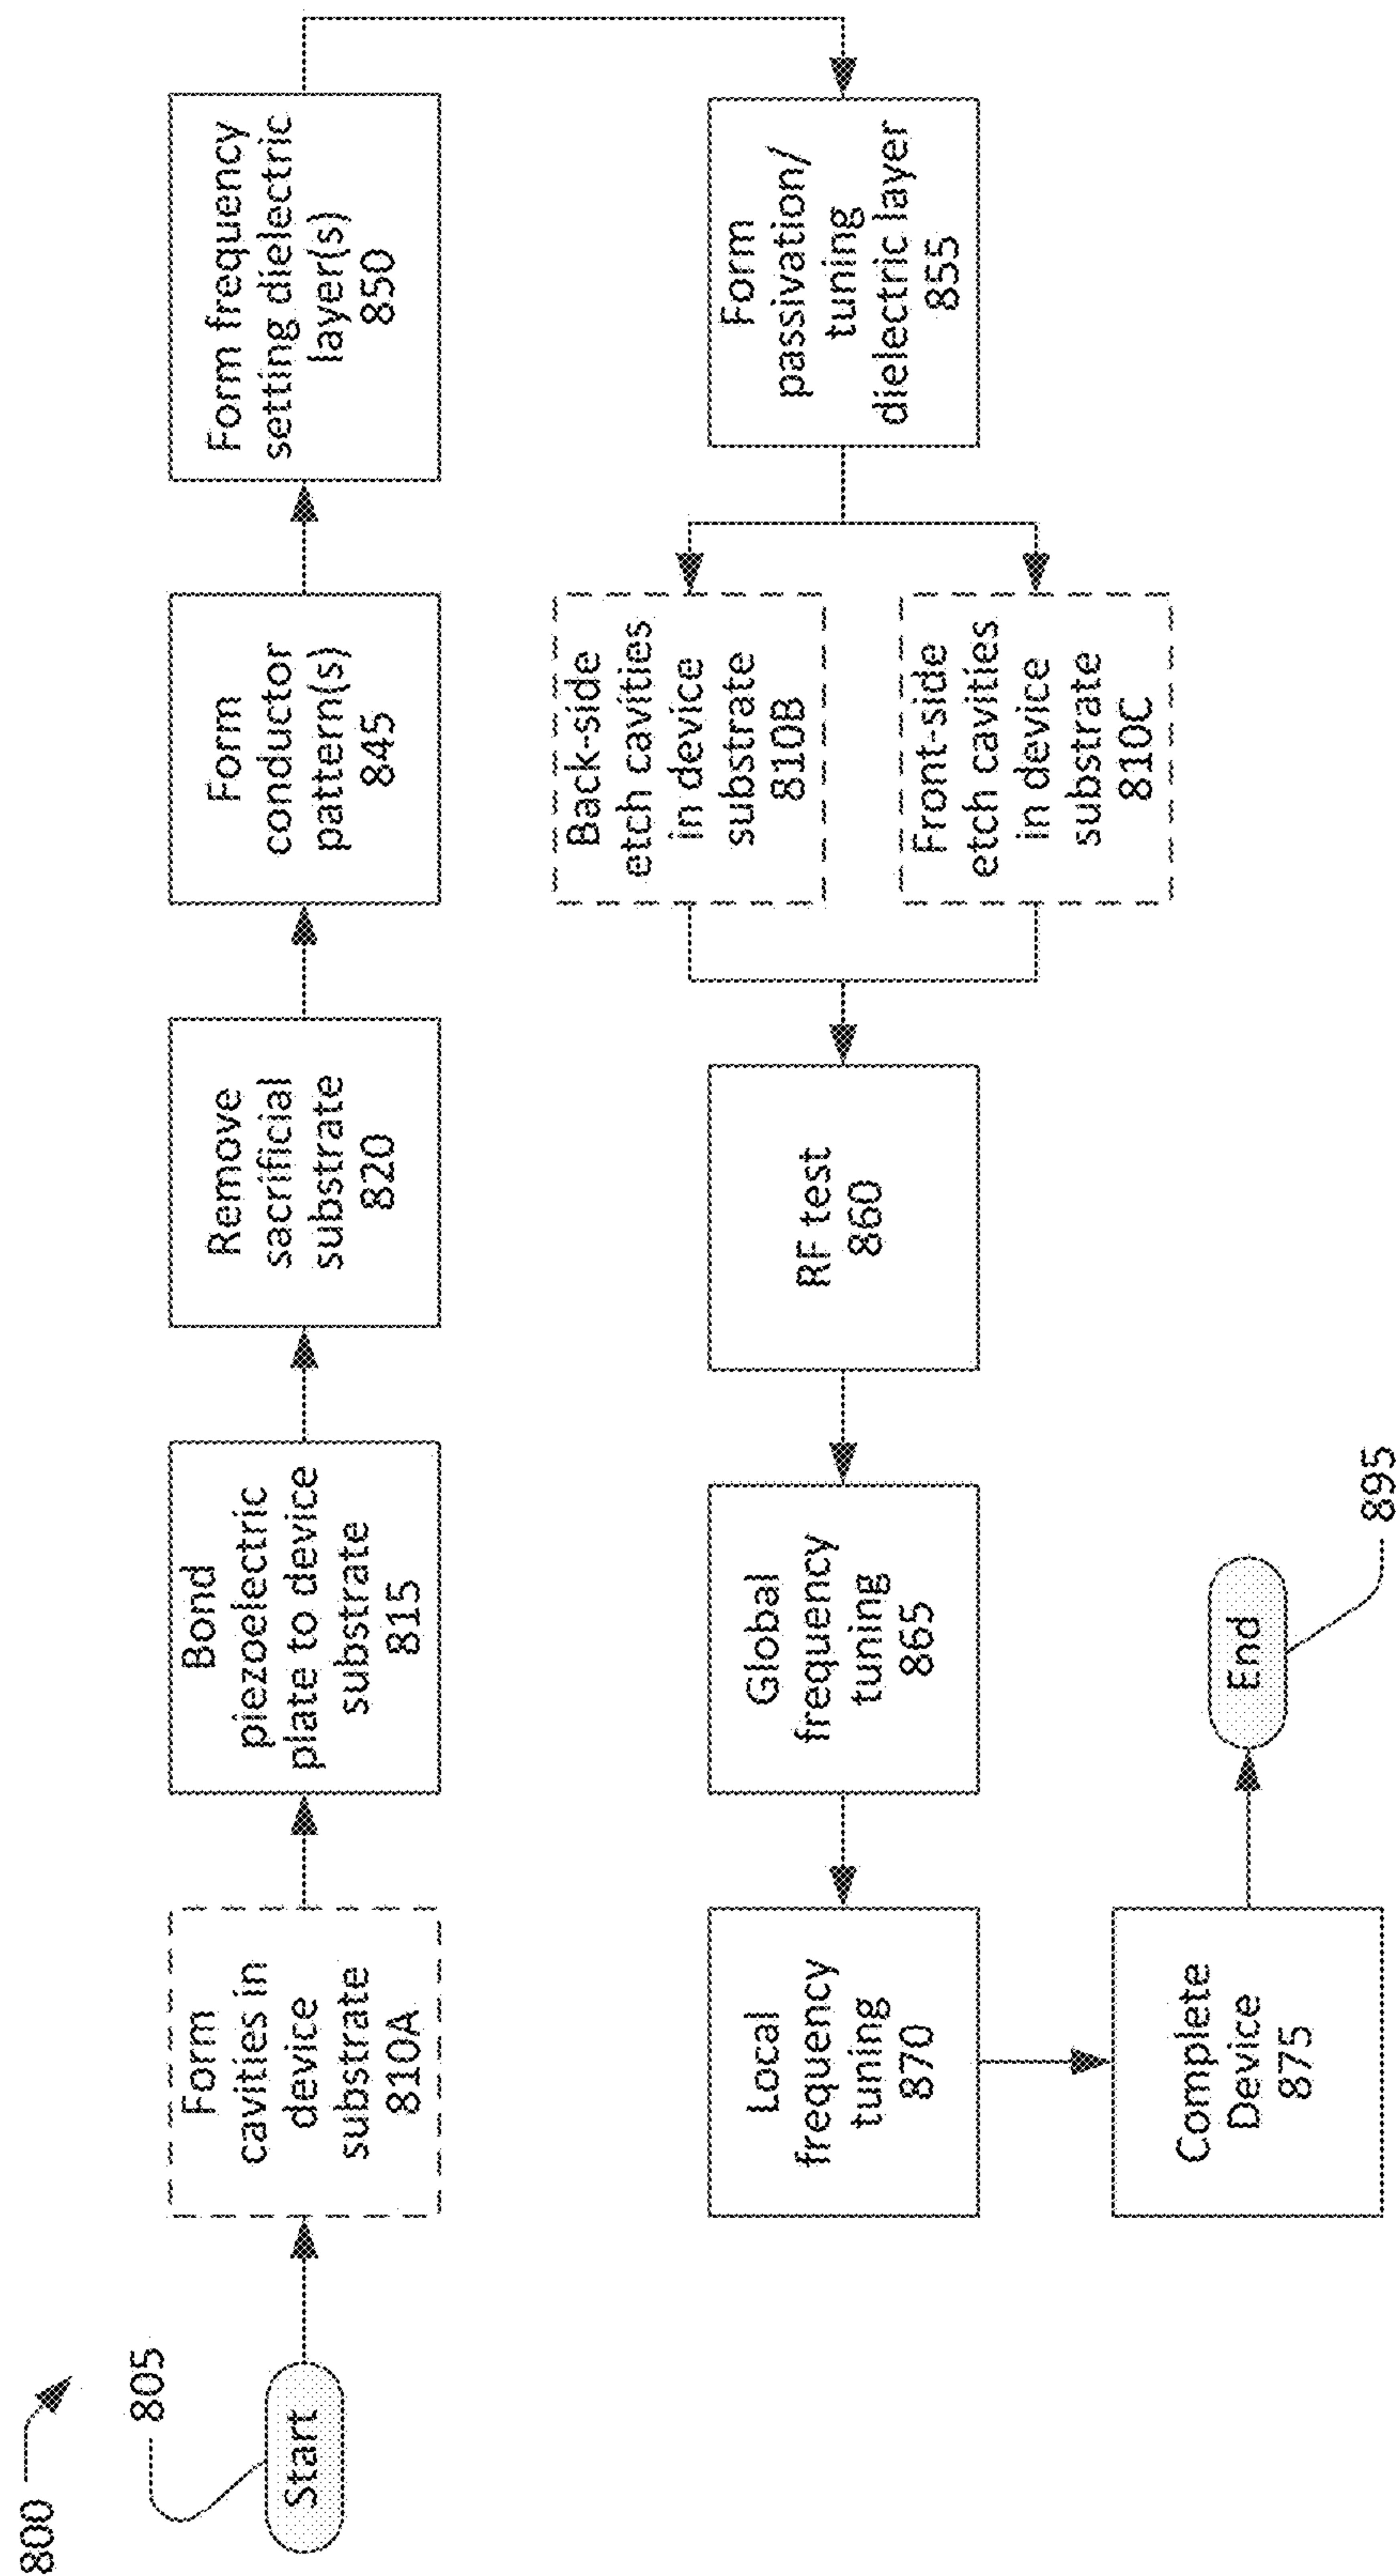 800
805
Start
Form
cavities in
device
substrate
810A
Bond
piezoelectric
plate to device
substrate
815
Remove
sacrificial
substrate
820
Form
conductor
pattern(s)
845
Form frequency
setting dielectric
layer(s)
850
Form
passivation/
tuning
dielectric layer
855
Back-side
etch cavities
in device
substrate
810B
Front-side
etch cavities
in device
substrate
810C
RF test
860
Global
frequency
tuning
865
Local
frequency
tuning
870
Complete
Device
875
End
895